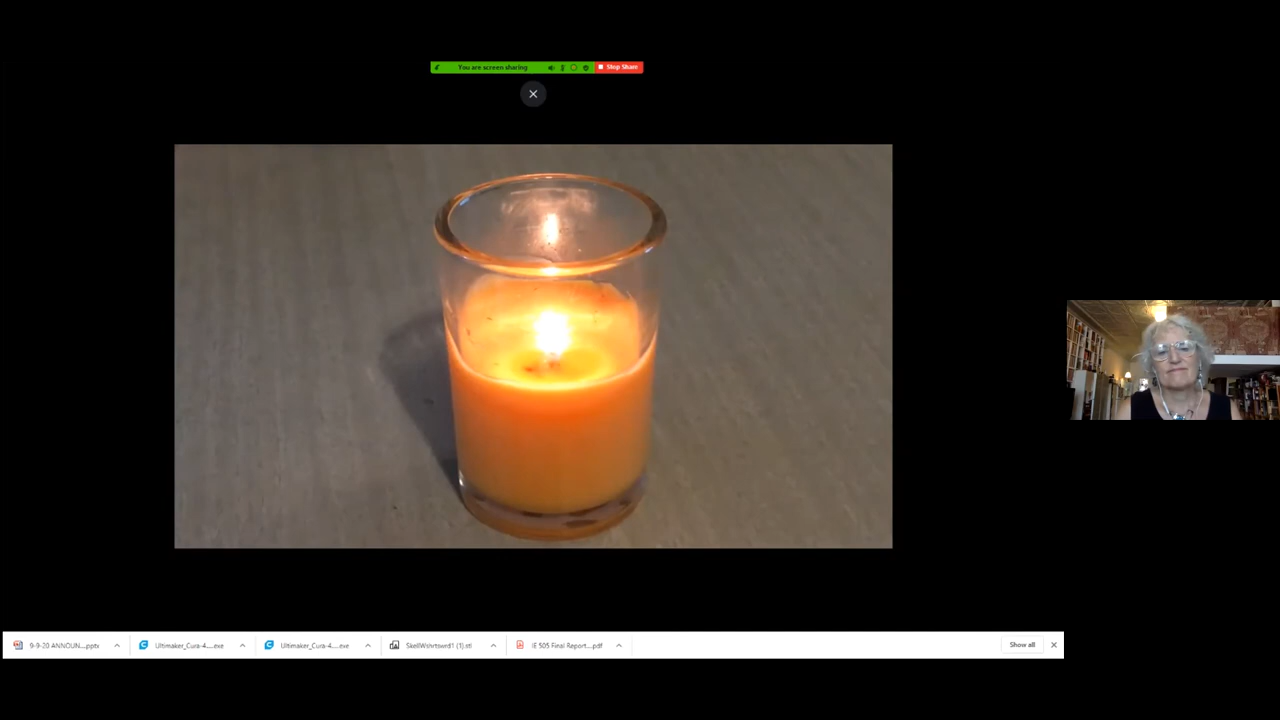 You are screen sharing
Stop Share
9-9-20 ANNOUN....pptx
Ultimaker_Cura-4....exe
Ultimaker_Cura-4....exe
SkellWshrtswrd1 (1).stl
IE 505 Final Report....pdf
Show all